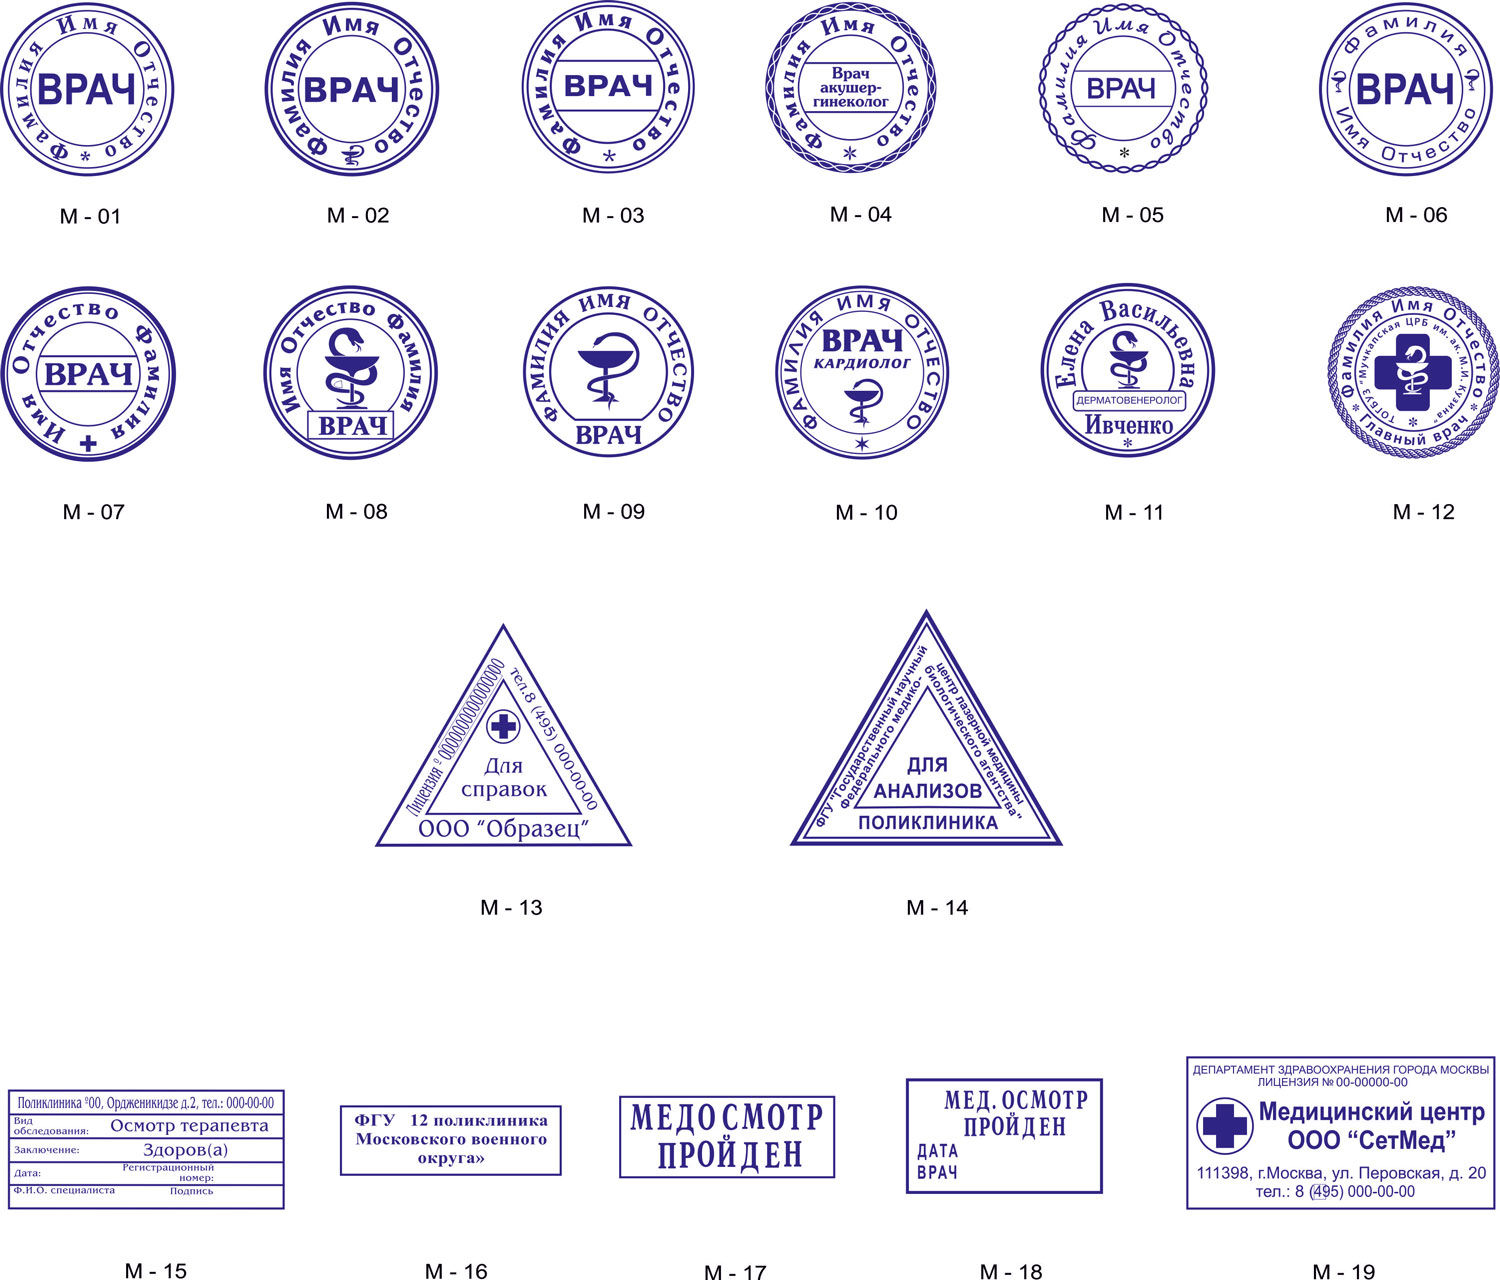 Фамилия Имя Отчество
ВРАЧ
М - 01
Фамилия Имя Отчество
ВРАЧ
М - 02
Фамилия Имя Отчество
ВРАЧ
М - 03
Фамилия Имя Отчество
Врач
акушер-
гинеколог
М - 04
Фамилия Имя Отчество
ВРАЧ
М - 05
Фамилия
ВРАЧ
Имя Отчество
М - 06
Имя Отчество Фамилия
ВРАЧ
М - 07
Имя Отчество Фамилия
ВРАЧ
М - 08
ФАМИЛИЯ ИМЯ ОТЧЕСТВО
ВРАЧ
М - 09
ФАМИЛИЯ ИМЯ ОТЧЕСТВО
ВРАЧ
КАРДИОЛОГ
М - 10
Елена Васильевна
ДЕРМАТОВЕНЕРОЛОГ
Ивченко
М - 11
Фамилия Имя Отчество
ТОГБУЗ "Мучкапская ЦРБ им. ак. М.И. Кузина"
Главный врач
М - 12
Лицензия º 0000000000000000
тел.8 (495) 000-00-00
Для
справок
ООО “Образец”
М - 13
ФГУ "Государственный научный
центр лазерной медицины
Федерального медико-
биологического агентства"
ДЛЯ
АНАЛИЗОВ
ПОЛИКЛИНИКА
М - 14
Поликлиника º00, Орджениикидзе д.2, тел.: 000-00-00
Вид
обследования: Осмотр терапевта
Заключение: Здоров(а)
Дата: Регистрационный
номер:
Ф.И.О. специалиста Подпись
М - 15
ФГУ 12 поликлиника
Московского военного
округа»
М - 16
МЕДОСМОТР
ПРОЙДЕН
М - 17
МЕД. ОСМОТР
ПРОЙДЕН
ДАТА
ВРАЧ
М - 18
ДЕПАРТАМЕНТ ЗДРАВООХРАНЕНИЯ ГОРОДА МОСКВЫ
ЛИЦЕНЗИЯ № 00-00000-00
Медицинский центр
ООО “СетМед”
111398, г.Москва, ул. Перовская, д. 20
тел.: 8 (495) 000-00-00
М - 19